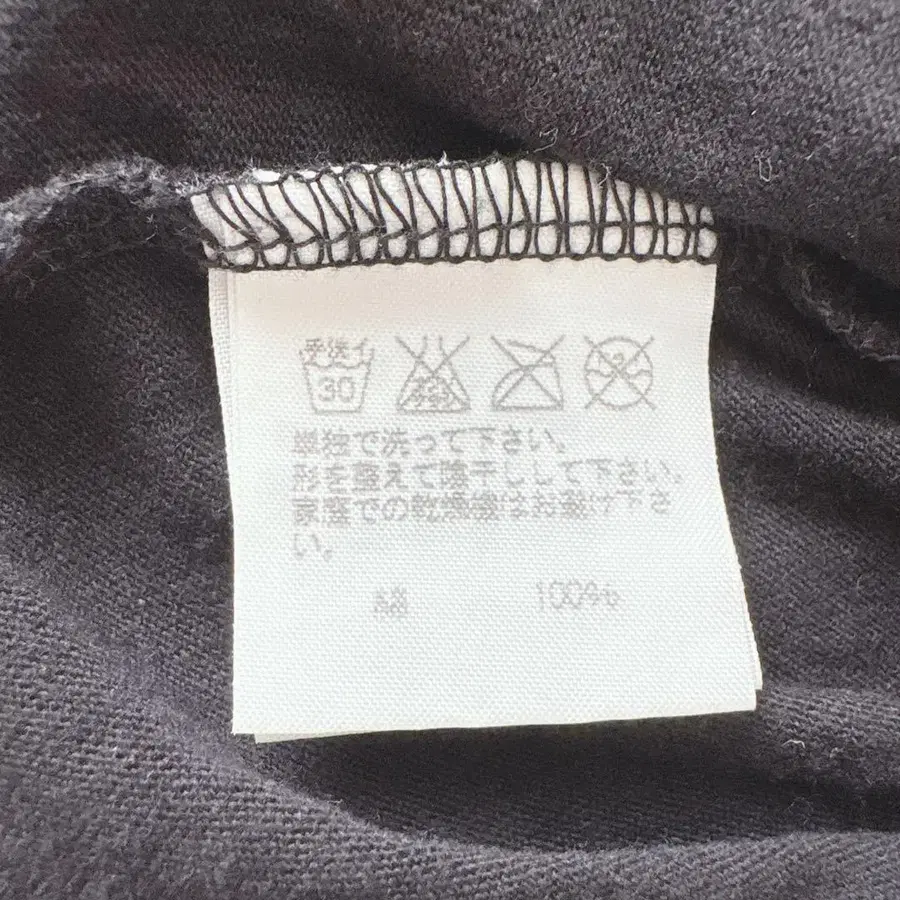 手洗イ
30
単独で洗って下さい。
形を整えて陰干しして下さい。
家庭での乾燥機はお避け下さ
い。
綿 100%